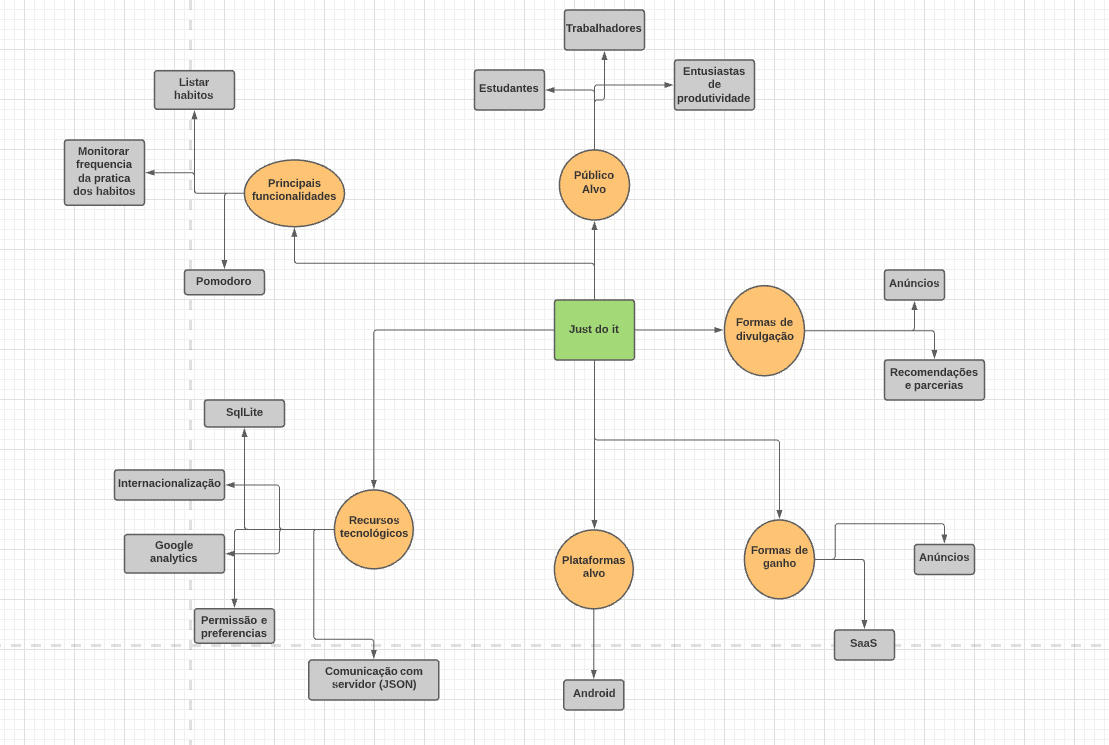 Trabalhadores
Estudantes
Entusiastas
de
produtividade
Listar
habitos
Monitorar
frequencia
da pratica
dos habitos
Principais
funcionalidades
Público
Alvo
Pomodoro
Just do it
Formas de
divulgação
Anúncios
Recomendações
e parcerias
SqlLite
Internacionalização
Google
analytics
Recursos
tecnológicos
Permissão e
preferencias
Comunicação com
servidor (JSON)
Plataformas
alvo
Android
Formas de
ganho
Anúncios
SaaS